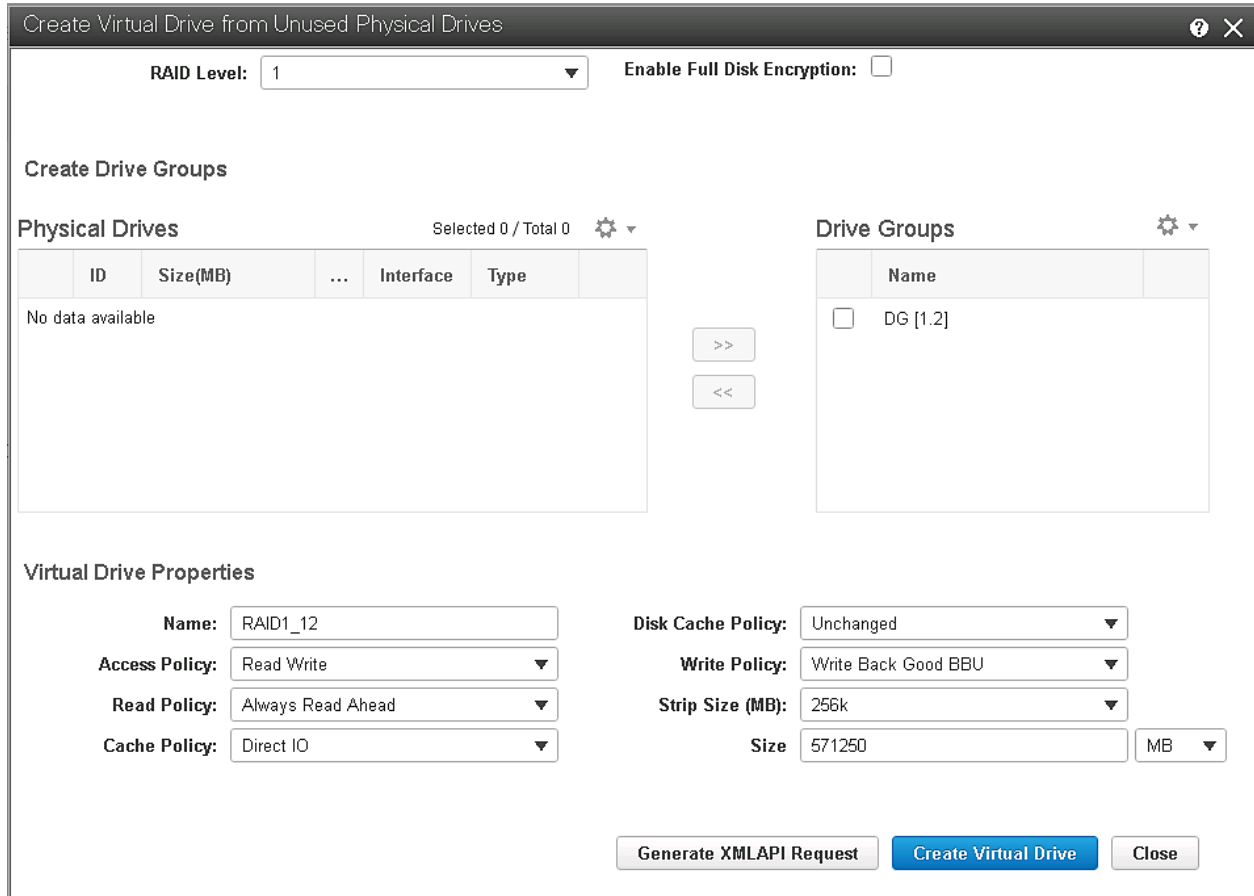 Create Virtual Drive from Unused Physical Drives
RAID Level: 1 Enable Full Disk Encryption:
Create Drive Groups
Physical Drives Selected 0 / Total 0 Drive Groups
ID Size(MB) ... Interface Type Name
No data available DG [1.2]
>>
<<
Virtual Drive Properties
Name: RAID1_12 Disk Cache Policy: Unchanged
Access Policy: Read Write Write Policy: Write Back Good BBU
Read Policy: Always Read Ahead Strip Size (MB): 256k
Cache Policy: Direct IO Size 571250 MB
Generate XMLAPI Request Create Virtual Drive Close